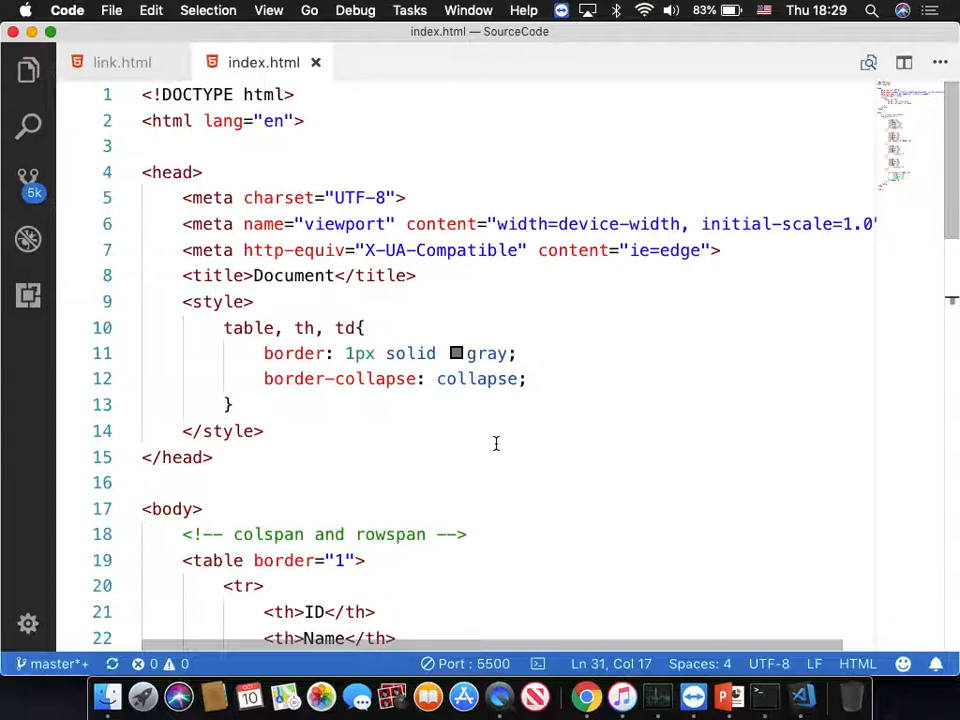 Code File Edit Selection View Go Debug Tasks Window Help 83% Thu 18:29
index.html — SourceCode
link.html index.html
1 <!DOCTYPE html>
2 <html lang="en">
3
4 <head>
5 <meta charset="UTF-8">
6 <meta name="viewport" content="width=device-width, initial-scale=1.0"
7 <meta http-equiv="X-UA-Compatible" content="ie=edge">
8 <title>Document</title>
9 <style>
10 table, th, td{
11 border: 1px solid gray;
12 border-collapse: collapse;
13 }
14 </style>
15 </head>
16
17 <body>
18 <!-- colspan and rowspan -->
19 <table border="1">
20 <tr>
21 <th>ID</th>
22 <th>Name</th>
5k
master*+ 0 0 Port : 5500 Ln 31, Col 17 Spaces: 4 UTF-8 LF HTML
10